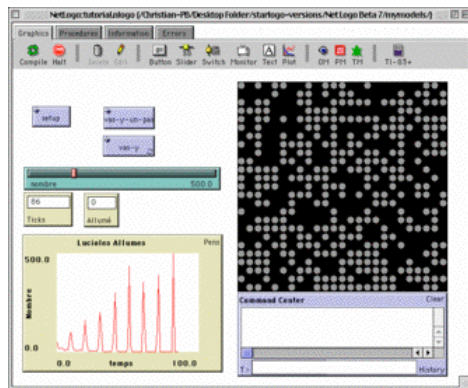 NetLogo:tutorial.nlogo {/Christian-PB/Desktop Folder/starlogo-versions/NetLogo Beta 7/mymodels/}
Graphics Procedures Information Errors
Compile Halt Delete Edit Button Slider Switch Monitor Text Plot OM PM TM TI-83+
setup vas-y-un-pas
vas-y
nombre 500.0
86 0
Ticks Allumé
Lucioles Allumes Pens
500.0
Nombre
0.0
0.0 temps 100.0
Command Center Clear
T> History